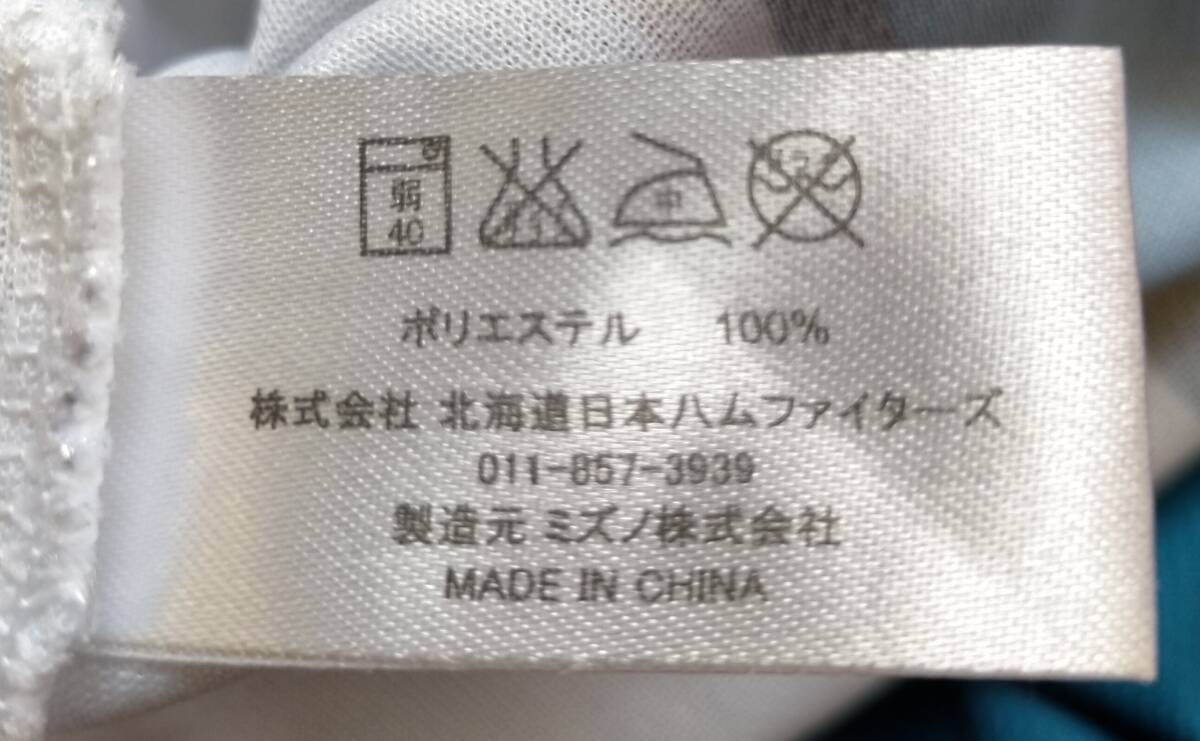 弱
40
中
ポリエステル 100%
株式会社 北海道日本ハムファイターズ
011-857-3939
製造元 ミズノ株式会社
MADE IN CHINA